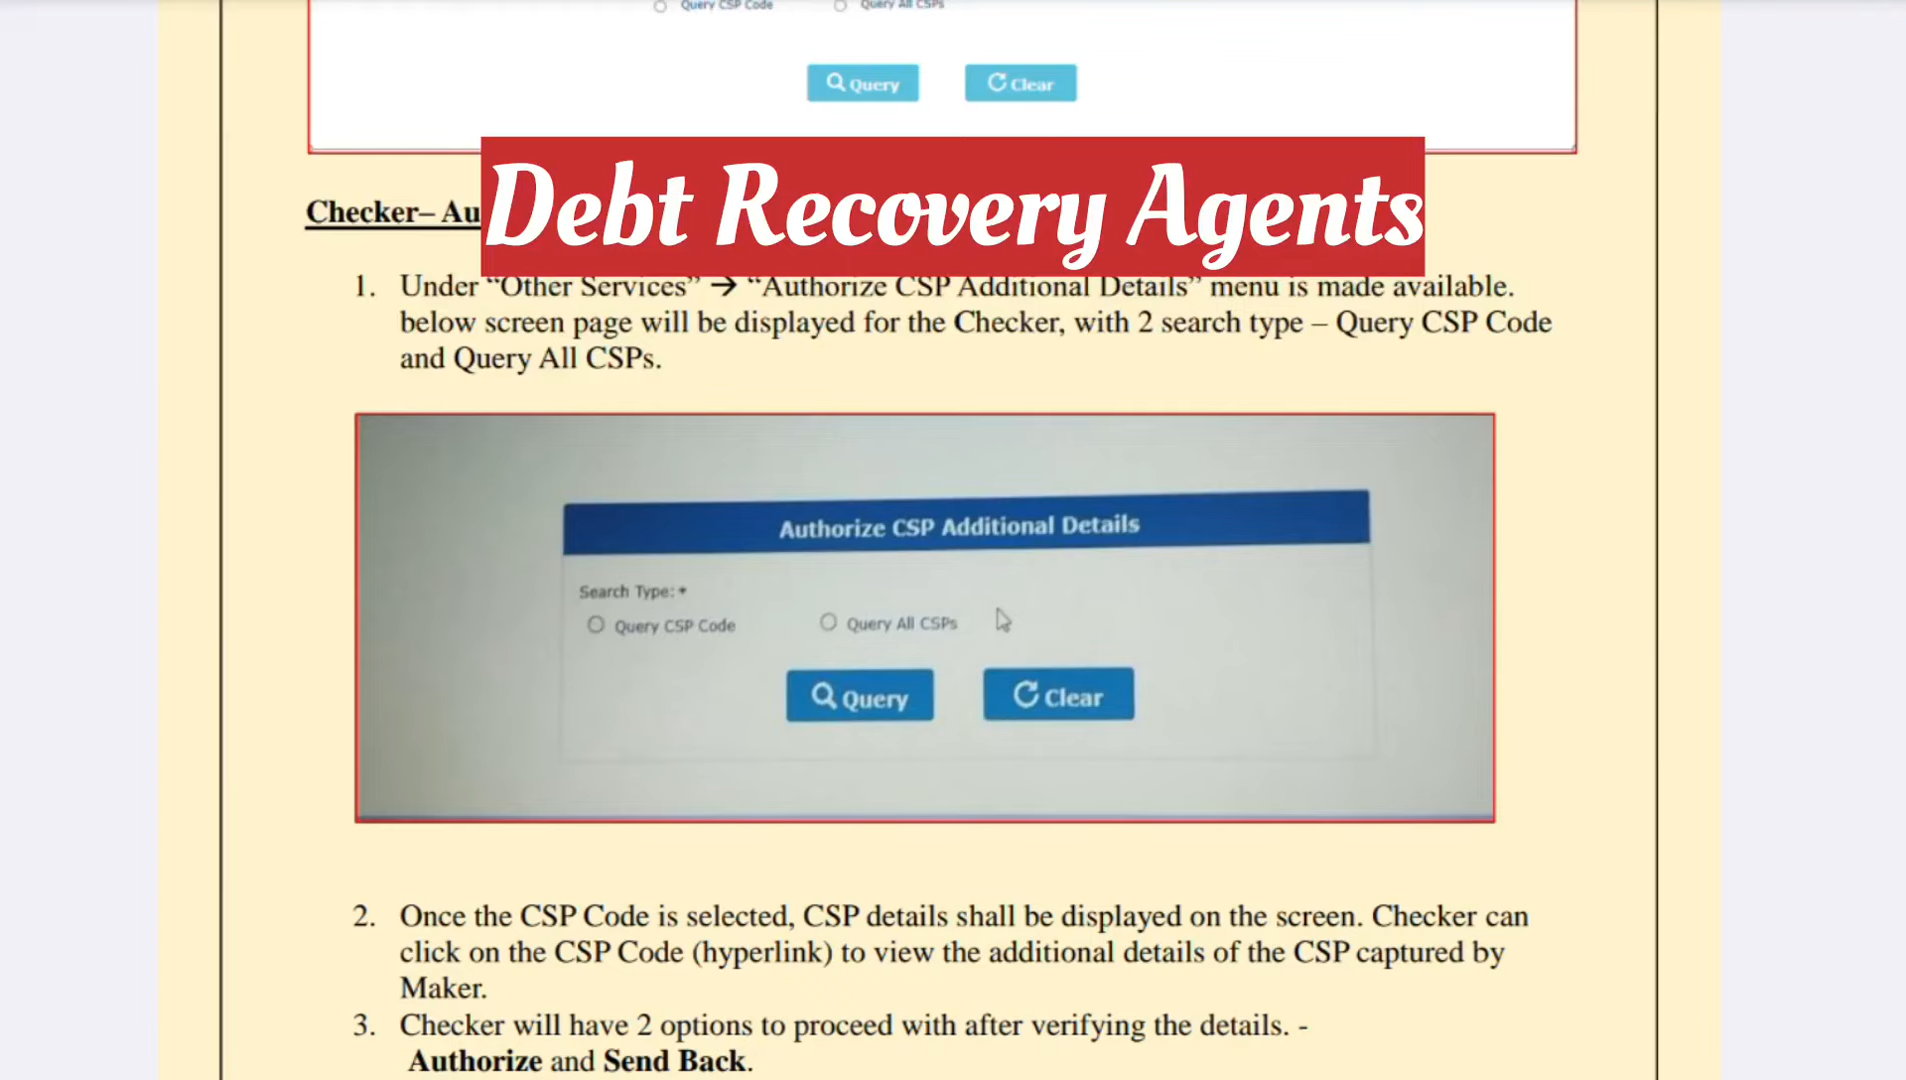 Query CSP Code Query All CSPs
Query Clear
Debt Recovery Agents
Checker– Au
1. Under “Other Services” → “Authorize CSP Additional Details” menu is made available.
below screen page will be displayed for the Checker, with 2 search type – Query CSP Code
and Query All CSPs.
Authorize CSP Additional Details
Search Type: *
Query CSP Code Query All CSPs
Query Clear
2. Once the CSP Code is selected, CSP details shall be displayed on the screen. Checker can
click on the CSP Code (hyperlink) to view the additional details of the CSP captured by
Maker.
3. Checker will have 2 options to proceed with after verifying the details. -
Authorize and Send Back.